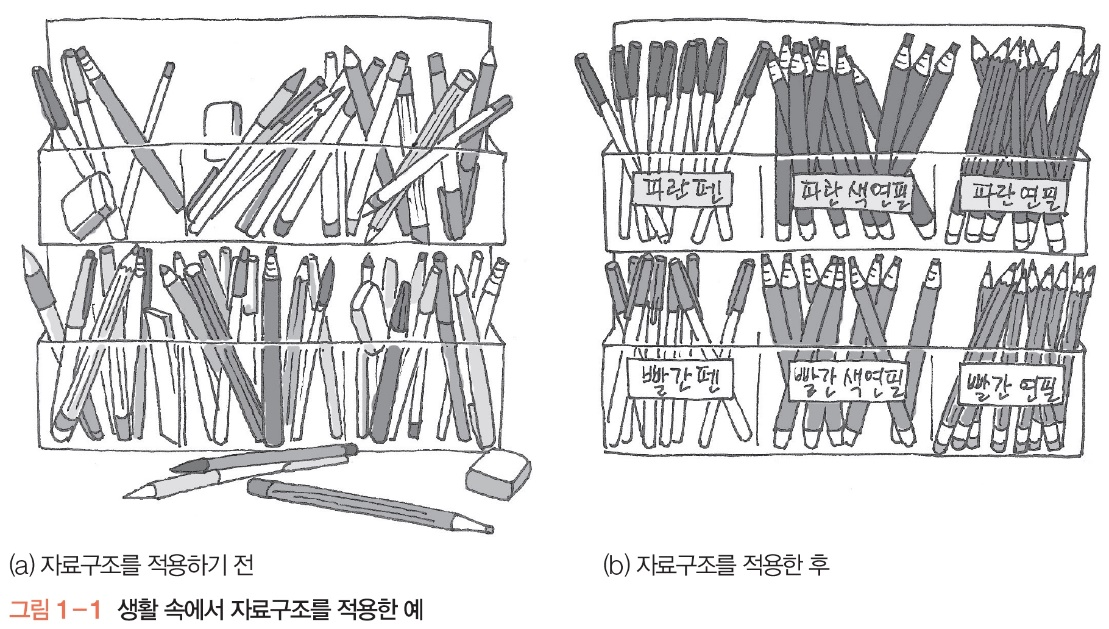 파란펜
파란색연필
파란연필
빨간펜
빨간색연필
빨간연필
(a) 자료구조를 적용하기 전
(b) 자료구조를 적용한 후
그림 1-1 생활 속에서 자료구조를 적용한 예